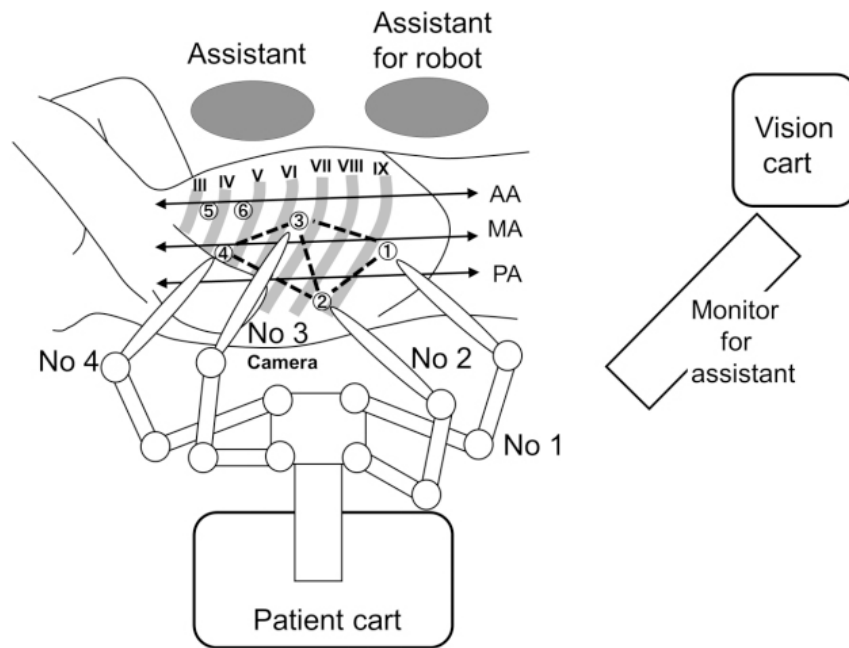 Assistant
Assistant
for robot
Vision
cart
III
IV
V
VI
VII
VIII
IX
AA
⑤
⑥
③
MA
④
①
PA
②
No 3
Camera
No 4
No 2
Monitor
for
assistant
No 1
Patient cart